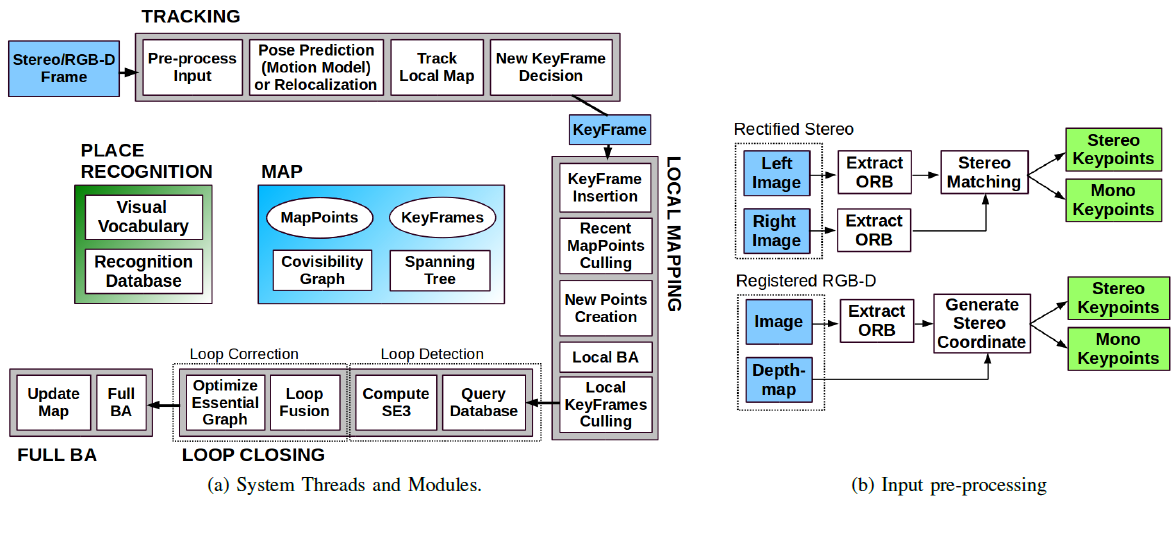 TRACKING
Stereo/RGB-D
Frame
Pre-process
Input
Pose Prediction
(Motion Model)
or Relocalization
Track
Local Map
New KeyFrame
Decision
KeyFrame
PLACE
RECOGNITION
Visual
Vocabulary
Recognition
Database
MAP
MapPoints
KeyFrames
Covisibility
Graph
Spanning
Tree
LOCAL MAPPING
KeyFrame
Insertion
Recent
MapPoints
Culling
New Points
Creation
Local BA
Local
KeyFrames
Culling
Loop Correction
Loop Detection
Optimize
Essential
Graph
Loop
Fusion
Compute
SE3
Query
Database
Update
Map
Full
BA
FULL BA
LOOP CLOSING
(a) System Threads and Modules.
Rectified Stereo
Left
Image
Extract
ORB
Stereo
Matching
Stereo
Keypoints
Mono
Keypoints
Right
Image
Extract
ORB
Registered RGB-D
Image
Extract
ORB
Generate
Stereo
Coordinate
Stereo
Keypoints
Mono
Keypoints
Depth-
map
(b) Input pre-processing